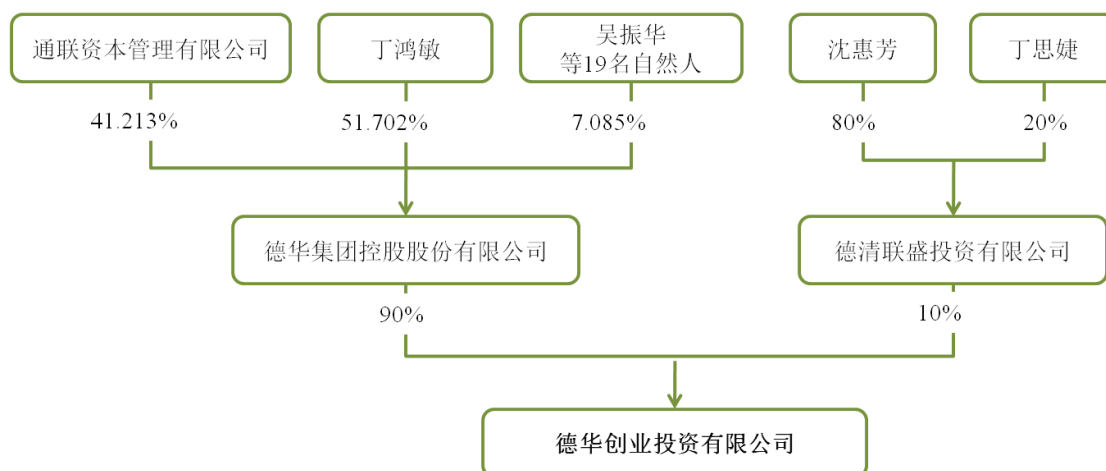 通联资本管理有限公司
丁鸿敏
吴振华
等19名自然人
沈惠芳
丁思婕
41.213%
51.702%
7.085%
80%
20%
德华集团控股股份有限公司
德清联盛投资有限公司
90%
10%
德华创业投资有限公司